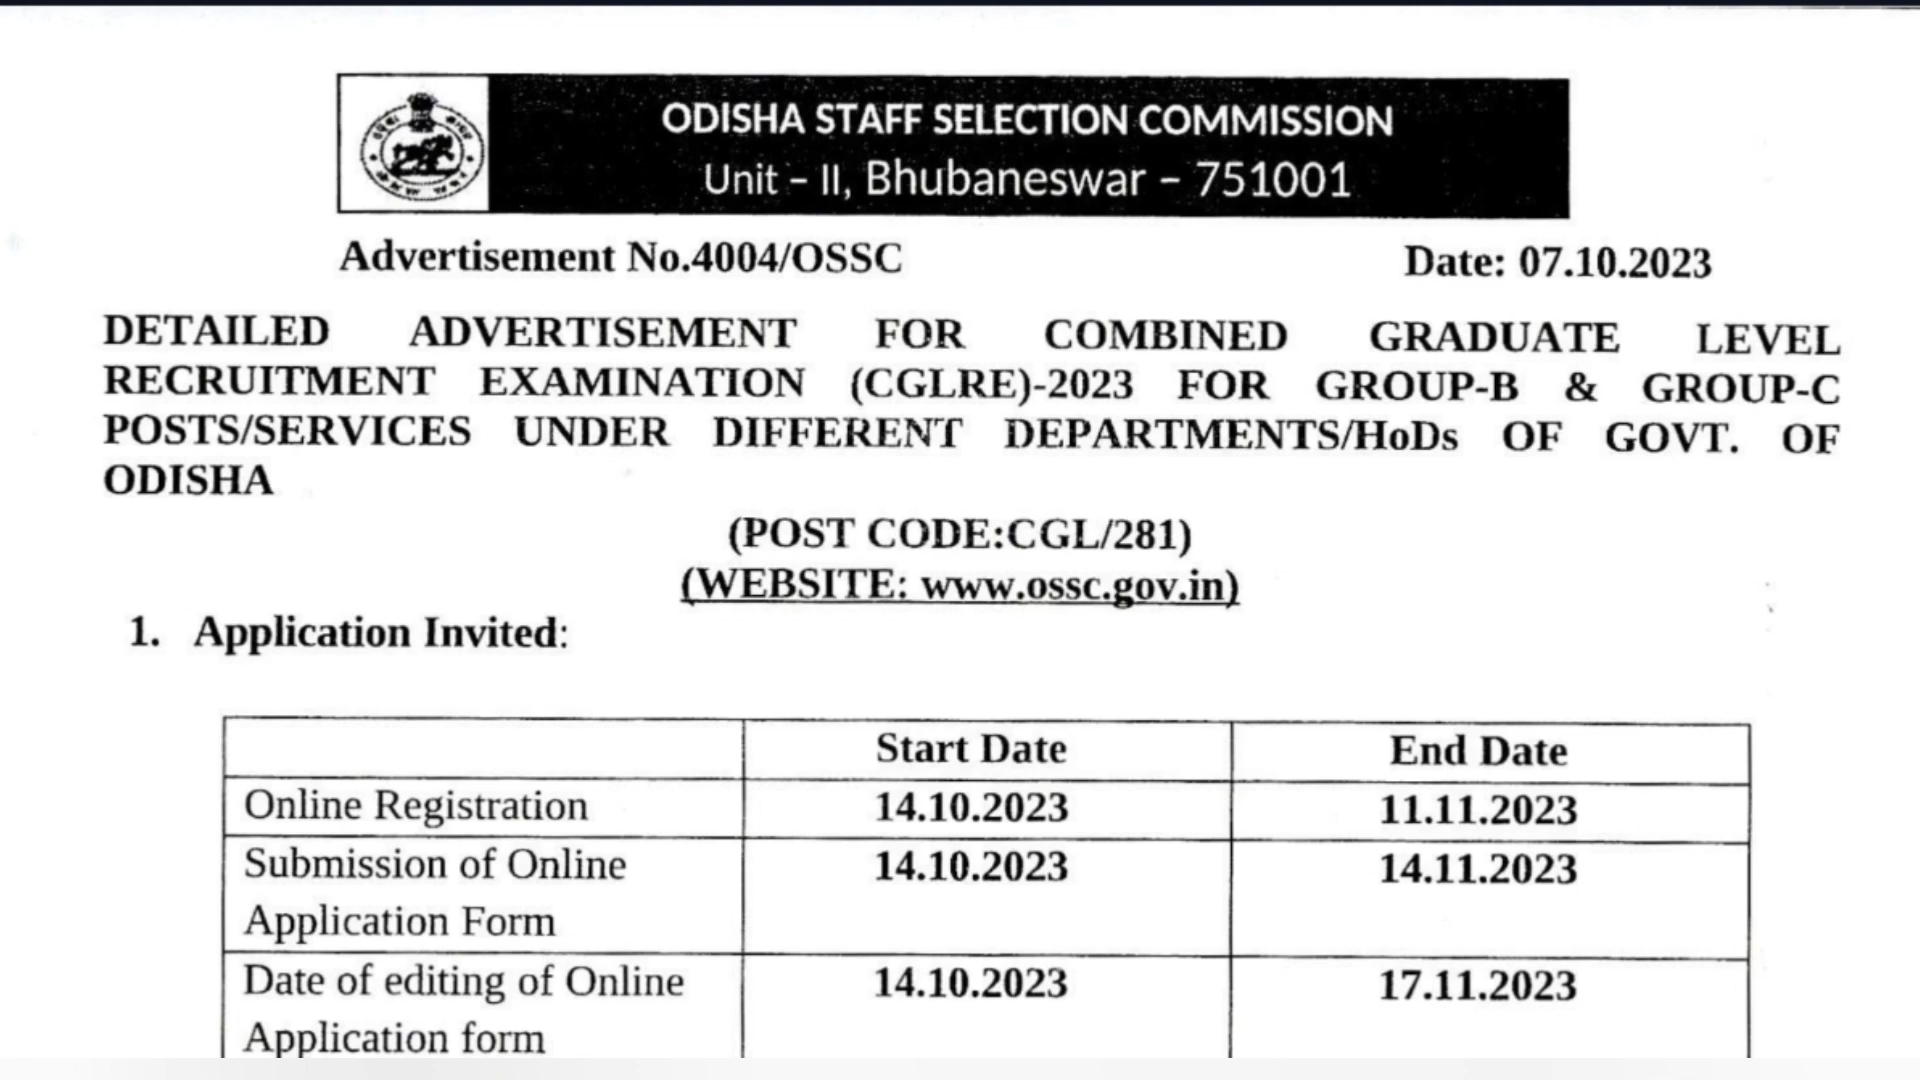 ODISHA STAFF SELECTION COMMISSION
Unit – II, Bhubaneswar – 751001
Advertisement No.4004/OSSC Date: 07.10.2023
DETAILED ADVERTISEMENT FOR COMBINED GRADUATE LEVEL
RECRUITMENT EXAMINATION (CGLRE)-2023 FOR GROUP-B & GROUP-C
POSTS/SERVICES UNDER DIFFERENT DEPARTMENTS/HoDs OF GOVT. OF
ODISHA
(POST CODE:CGL/281)
(WEBSITE: www.ossc.gov.in)
1. Application Invited:
Start Date End Date
Online Registration 14.10.2023 11.11.2023
Submission of Online 14.10.2023 14.11.2023
Application Form
Date of editing of Online 14.10.2023 17.11.2023
Application form